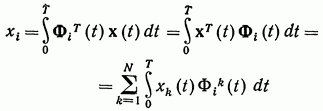 x_i = ∫_0^T Φ_i^T (t) x (t) dt = ∫_0^T x^T (t) Φ_i (t) dt =
= ∑_{k=1}^N ∫_0^T x_k (t) Φ_i^k (t) dt